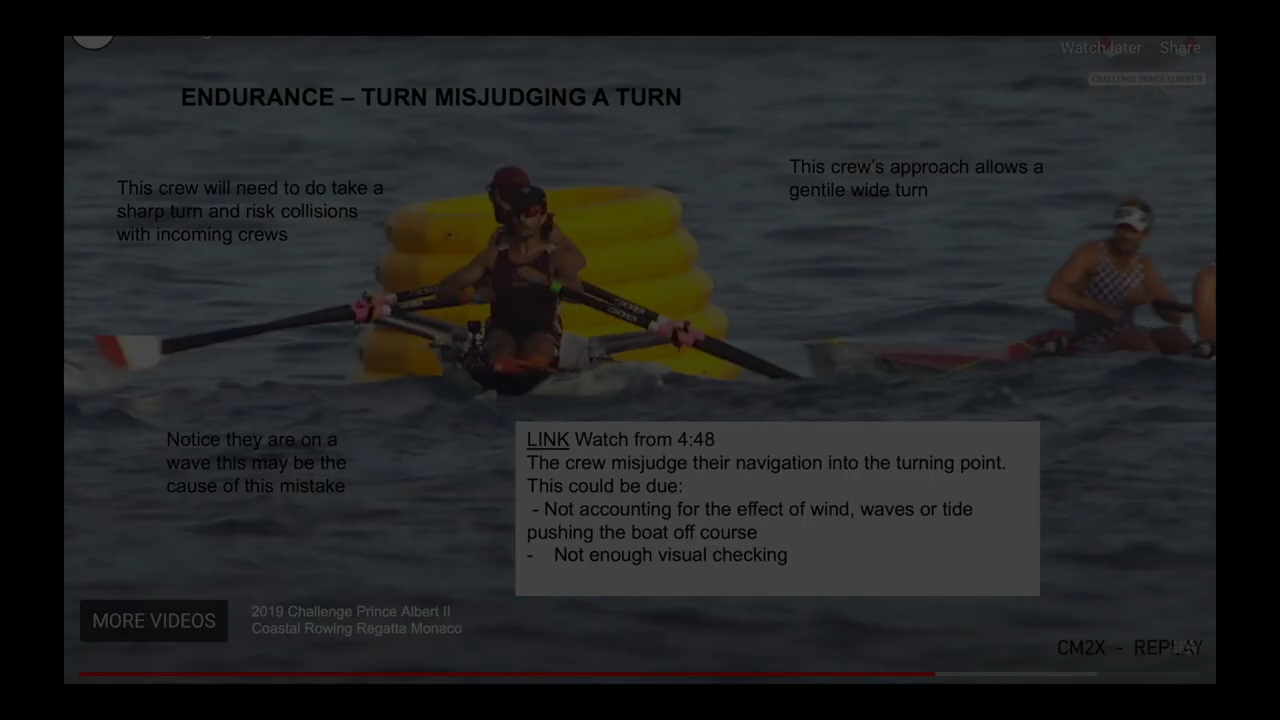 Watch later Share
CHALLENGE PRINCE ALBERT II
ENDURANCE – TURN MISJUDGING A TURN
This crew's approach allows a
gentile wide turn
This crew will need to do take a
sharp turn and risk collisions
with incoming crews
Notice they are on a
wave this may be the
cause of this mistake
LINK Watch from 4:48
The crew misjudge their navigation into the turning point.
This could be due:
- Not accounting for the effect of wind, waves or tide
pushing the boat off course
- Not enough visual checking
MORE VIDEOS
2019 Challenge Prince Albert II
Coastal Rowing Regatta Monaco
CM2X - REPLAY